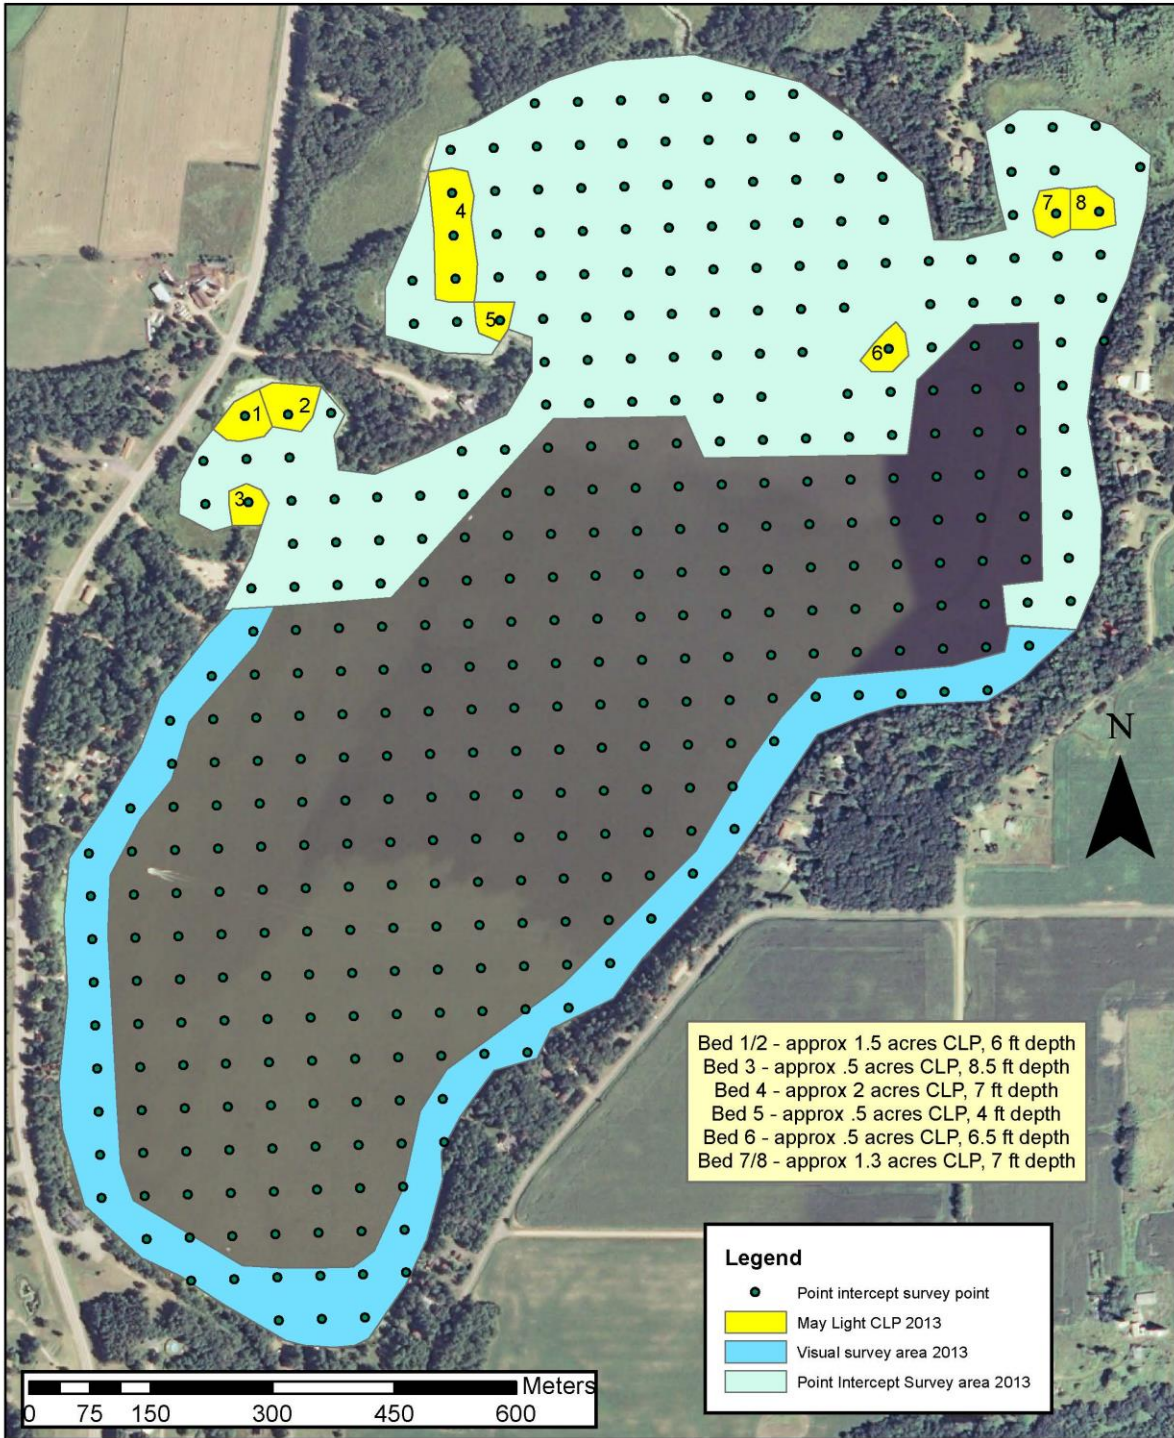 4
7
8
5
6
1
2
3
N
Bed 1/2 - approx 1.5 acres CLP, 6 ft depth
Bed 3 - approx .5 acres CLP, 8.5 ft depth
Bed 4 - approx 2 acres CLP, 7 ft depth
Bed 5 - approx .5 acres CLP, 4 ft depth
Bed 6 - approx .5 acres CLP, 6.5 ft depth
Bed 7/8 - approx 1.3 acres CLP, 7 ft depth
Legend
Point intercept survey point
May Light CLP 2013
Visual survey area 2013
Point Intercept Survey area 2013
Meters
0 75 150 300 450 600